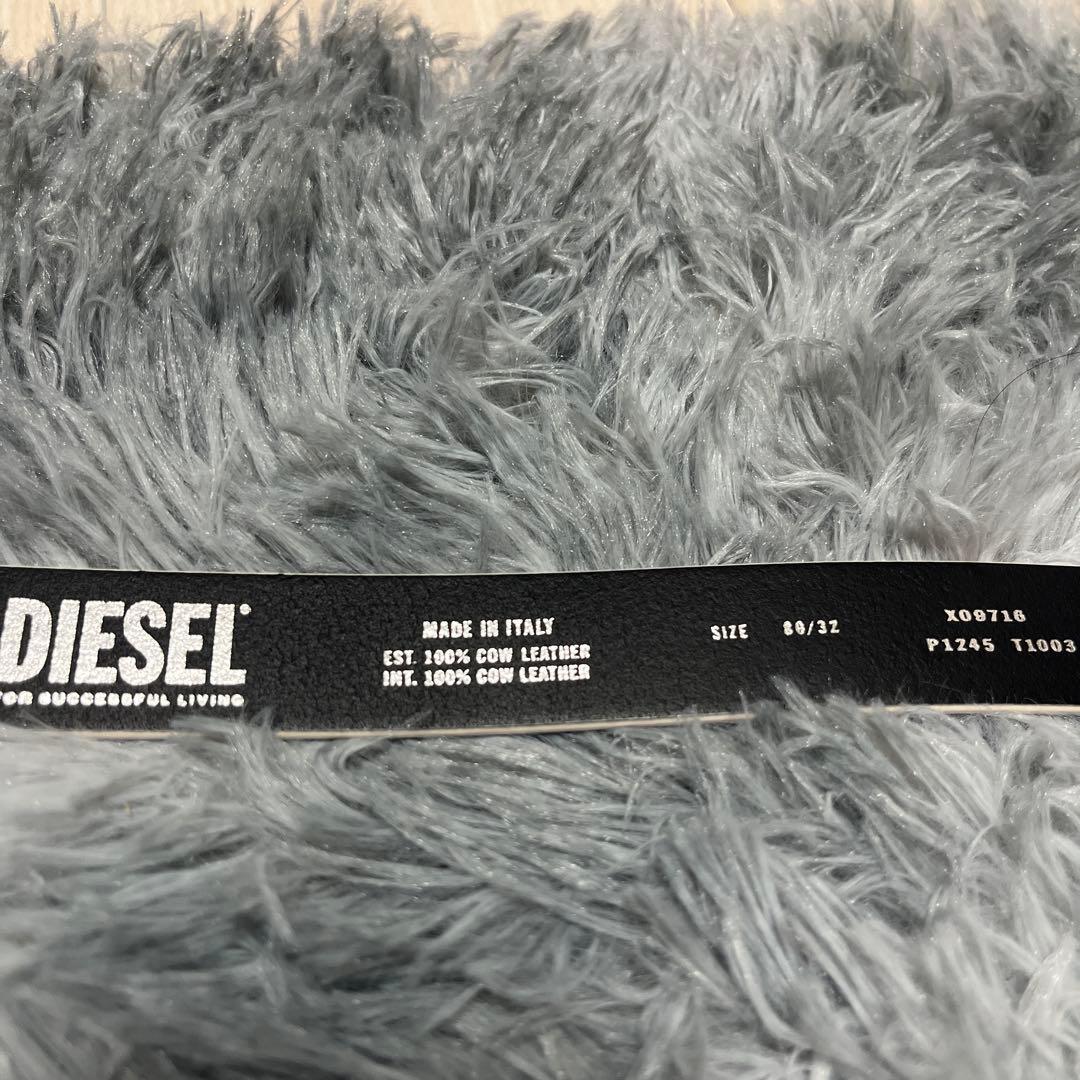 DIESEL
FOR SUCCESSFUL LIVING
MADE IN ITALY
EST. 100% COW LEATHER
INT. 100% COW LEATHER
SIZE 80/32
X09716
P1245 T1003